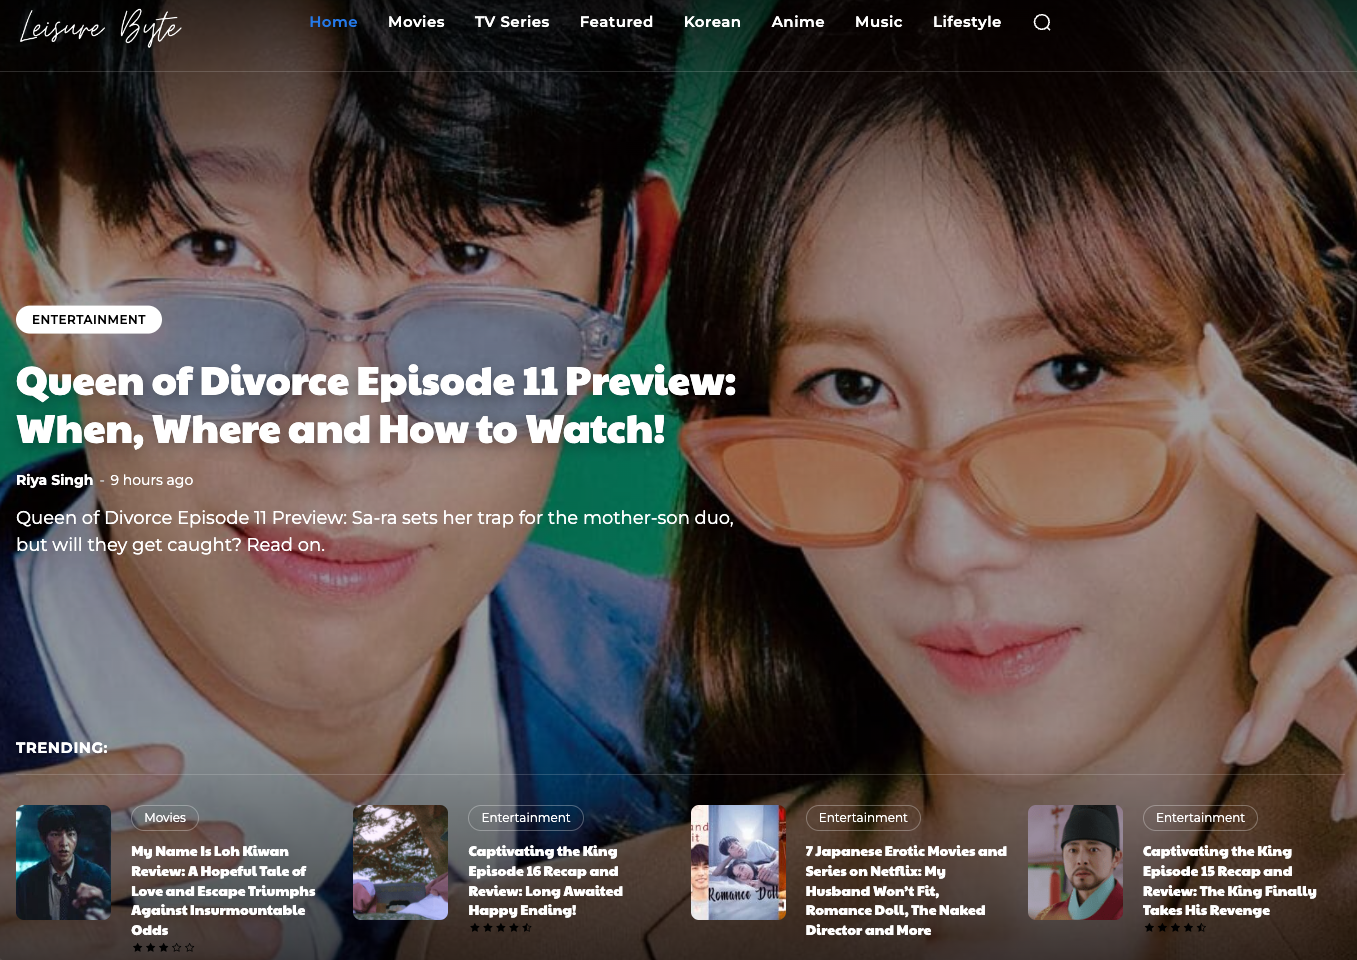 Leisure Byte
Home Movies TV Series Featured Korean Anime Music Lifestyle
ENTERTAINMENT
Queen of Divorce Episode 11 Preview:
When, Where and How to Watch!
Riya Singh - 9 hours ago
Queen of Divorce Episode 11 Preview: Sa-ra sets her trap for the mother-son duo,
but will they get caught? Read on.
TRENDING:
Movies
My Name Is Loh Kiwan
Review: A Hopeful Tale of
Love and Escape Triumphs
Against Insurmountable
Odds
Entertainment
Captivating the King
Episode 16 Recap and
Review: Long Awaited
Happy Ending!
and
it
Romance Doll
Entertainment
7 Japanese Erotic Movies and
Series on Netflix: My
Husband Won't Fit,
Romance Doll, The Naked
Director and More
Entertainment
Captivating the King
Episode 15 Recap and
Review: The King Finally
Takes His Revenge